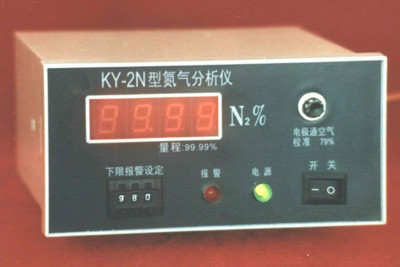 KY-2N型氮气分析仪
99.99 N₂%
量程:99.99%
电极通空气
校准 79%
下限报警设定
980
报警
电源
开关